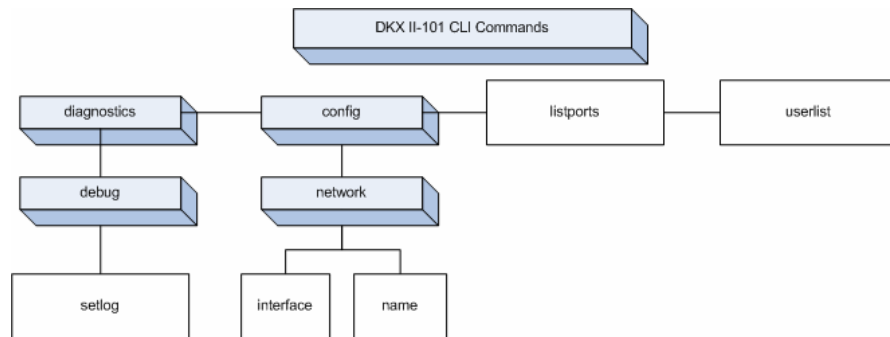 DKX II-101 CLI Commands
diagnostics
config
listports
userlist
debug
network
setlog
interface
name